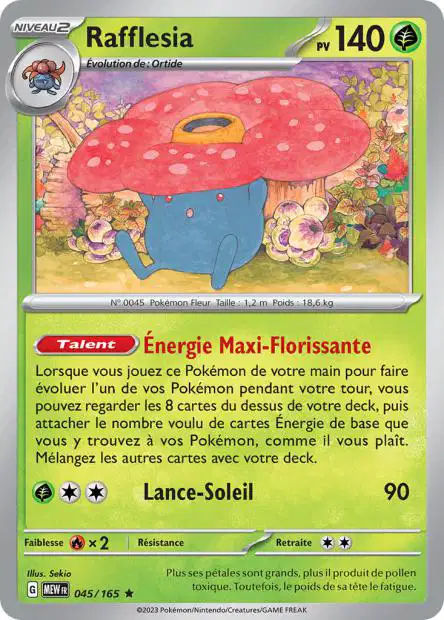 NIVEAU 2
Rafflesia
PV 140
Évolution de : Ortide
N° 0045 Pokémon Fleur Taille : 1,2 m Poids : 18,6 kg
Talent Énergie Maxi-Florissante
Lorsque vous jouez ce Pokémon de votre main pour faire
évoluer l'un de vos Pokémon pendant votre tour, vous
pouvez regarder les 8 cartes du dessus de votre deck, puis
attacher le nombre voulu de cartes Énergie de base que
vous y trouvez à vos Pokémon, comme il vous plaît.
Mélangez les autres cartes avec votre deck.
Lance-Soleil 90
Faiblesse ×2 Résistance Retraite
Illus. Sekio
G MEW FR 045/165 ★
Plus ses pétales sont grands, plus il produit de pollen
toxique. Toutefois, le poids de sa tête le fatigue.
©2023 Pokémon/Nintendo/Creatures/GAME FREAK